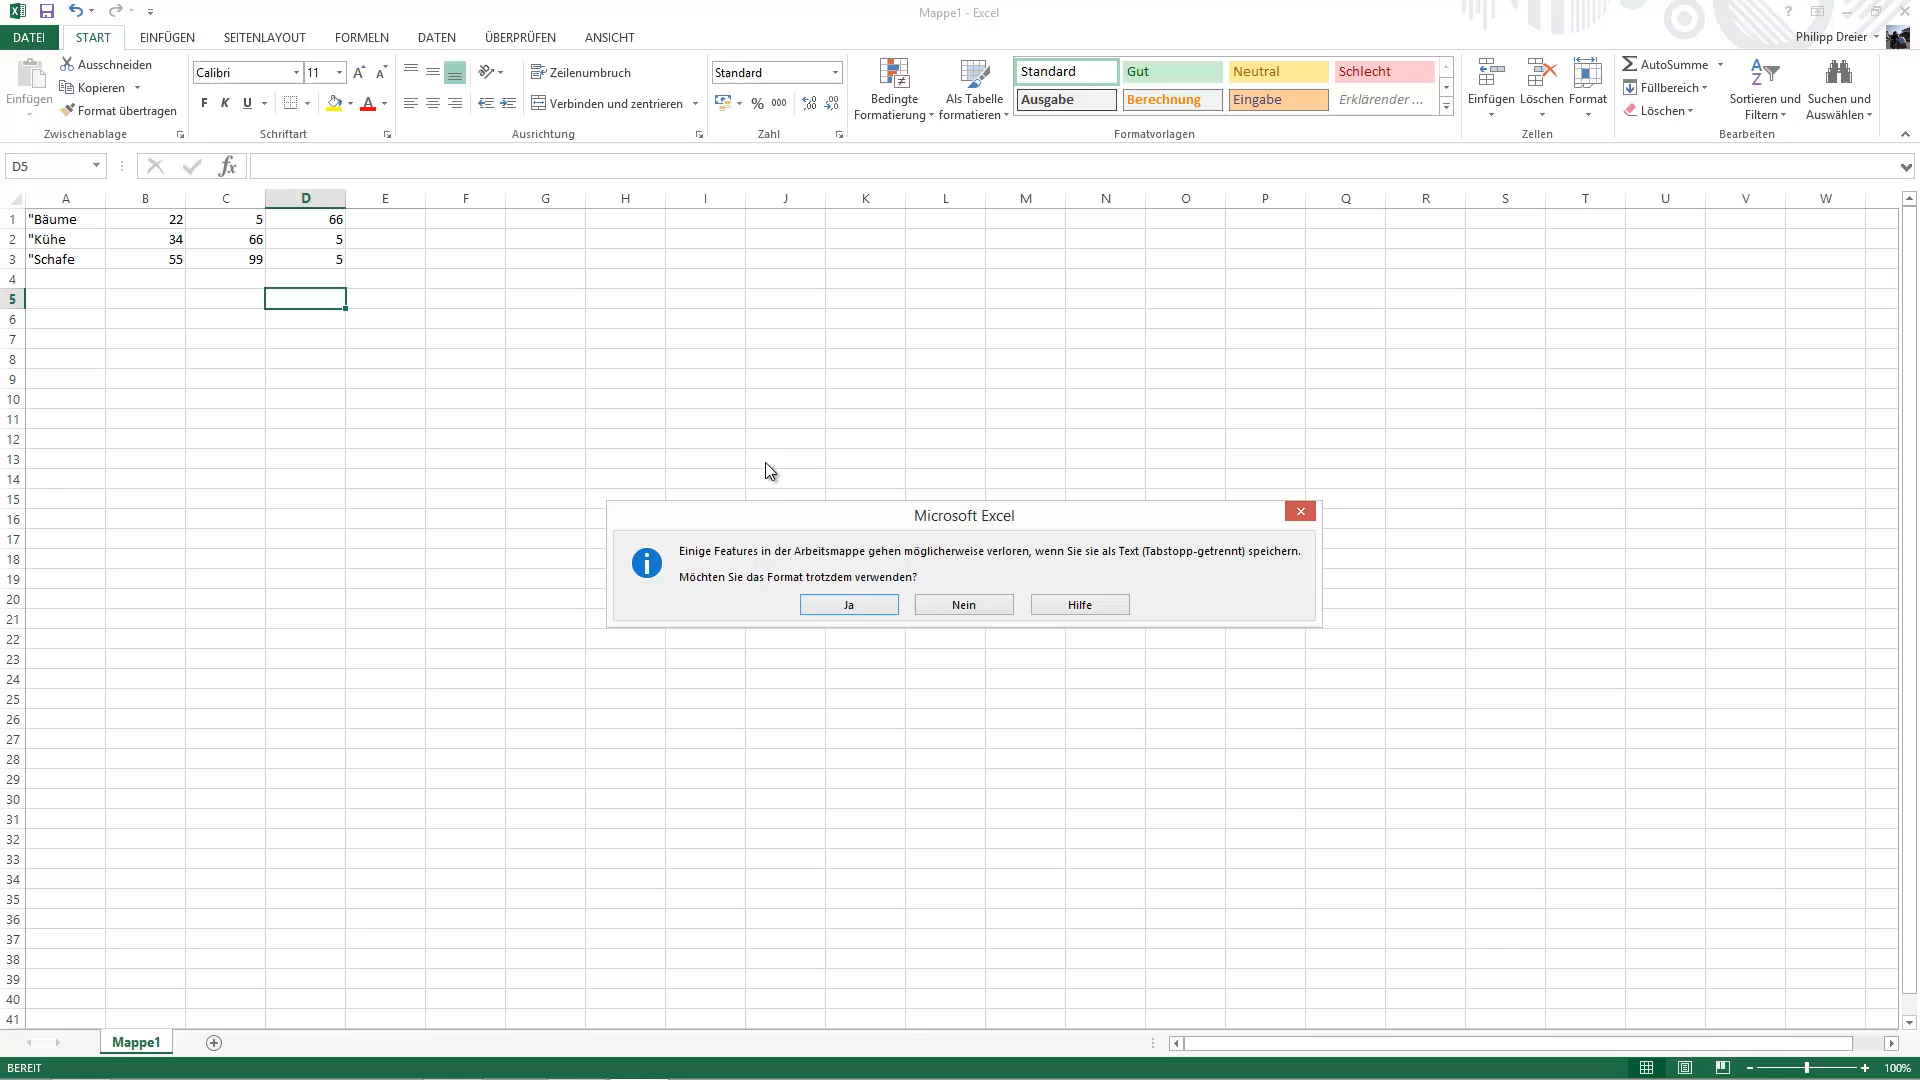 Mappe1 - Excel
DATEI START EINFÜGEN SEITENLAYOUT FORMELN DATEN ÜBERPRÜFEN ANSICHT Philipp Dreier
Einfügen
Ausschneiden
Kopieren
Format übertragen
Zwischenablage
Calibri 11
F K U
Schriftart
Zeilenumbruch
Verbinden und zentrieren
Ausrichtung
Standard
% 000
Zahl
Bedingte Formatierung
Als Tabelle formatieren
Standard Gut Neutral Schlecht
Ausgabe Berechnung Eingabe Erklärender ...
Formatvorlagen
Einfügen Löschen Format
Zellen
AutoSumme
Füllbereich
Löschen
Sortieren und Filtern
Suchen und Auswählen
Bearbeiten
D5 fx
A B C D E F G H I J K L M N O P Q R S T U V W
1 "Bäume 22 5 66
2 "Kühe 34 66 5
3 "Schafe 55 99 5
4
5
6
7
8
9
10
11
12
13
14
15
16
17
18
19
20
21
22
23
24
25
26
27
28
29
30
31
32
33
34
35
36
37
38
39
40
41
Microsoft Excel
Einige Features in der Arbeitsmappe gehen möglicherweise verloren, wenn Sie sie als Text (Tabstopp-getrennt) speichern.
Möchten Sie das Format trotzdem verwenden?
Ja Nein Hilfe
Mappe1
BEREIT 100%